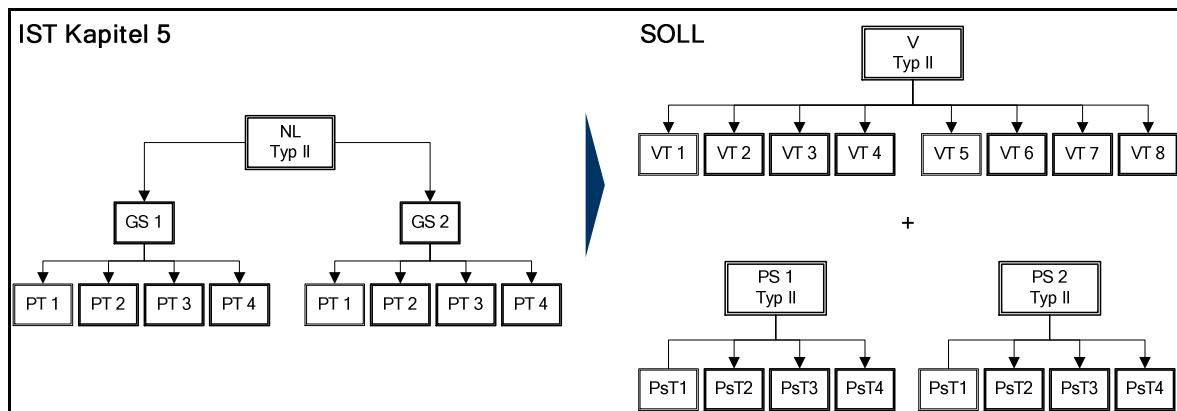 IST Kapitel 5
NL
Typ II
GS 1
GS 2
PT 1
PT 2
PT 3
PT 4
PT 1
PT 2
PT 3
PT 4
SOLL
V
Typ II
VT 1
VT 2
VT 3
VT 4
VT 5
VT 6
VT 7
VT 8
+
PS 1
Typ II
PS 2
Typ II
PsT1
PsT2
PsT3
PsT4
PsT1
PsT2
PsT3
PsT4